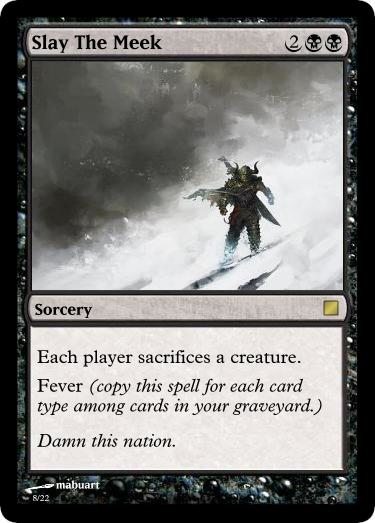 Slay The Meek 2
Sorcery
Each player sacrifices a creature.
Fever (copy this spell for each card
type among cards in your graveyard.)
Damn this nation.
mabuart
8/22